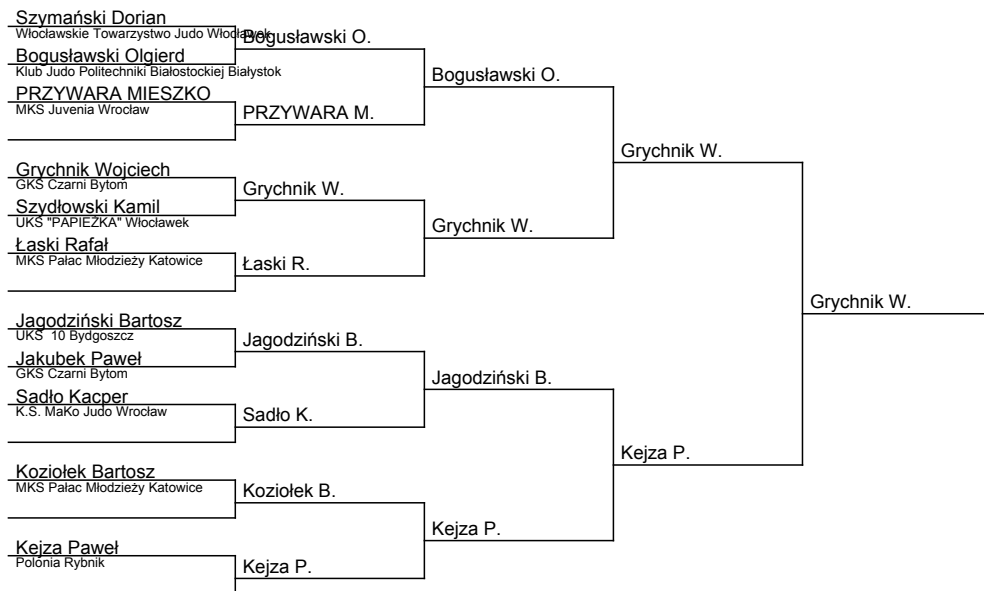 Szymański Dorian
Włocławskie Towarzystwo Judo Włocławek
Bogusławski O.
Bogusławski Olgierd
Klub Judo Politechniki Białostockiej Białystok
Bogusławski O.
PRZYWARA MIESZKO
MKS Juvenia Wrocław
PRZYWARA M.
Grychnik W.
Grychnik Wojciech
GKS Czarni Bytom
Grychnik W.
Szydłowski Kamil
UKS "PAPIEŻKA" Włocławek
Grychnik W.
Łaski Rafał
MKS Pałac Młodzieży Katowice
Łaski R.
Grychnik W.
Jagodziński Bartosz
UKS 10 Bydgoszcz
Jagodziński B.
Jakubek Paweł
GKS Czarni Bytom
Jagodziński B.
Sadło Kacper
K.S. MaKo Judo Wrocław
Sadło K.
Kejza P.
Koziołek Bartosz
MKS Pałac Młodzieży Katowice
Koziołek B.
Kejza P.
Kejza Paweł
Polonia Rybnik
Kejza P.